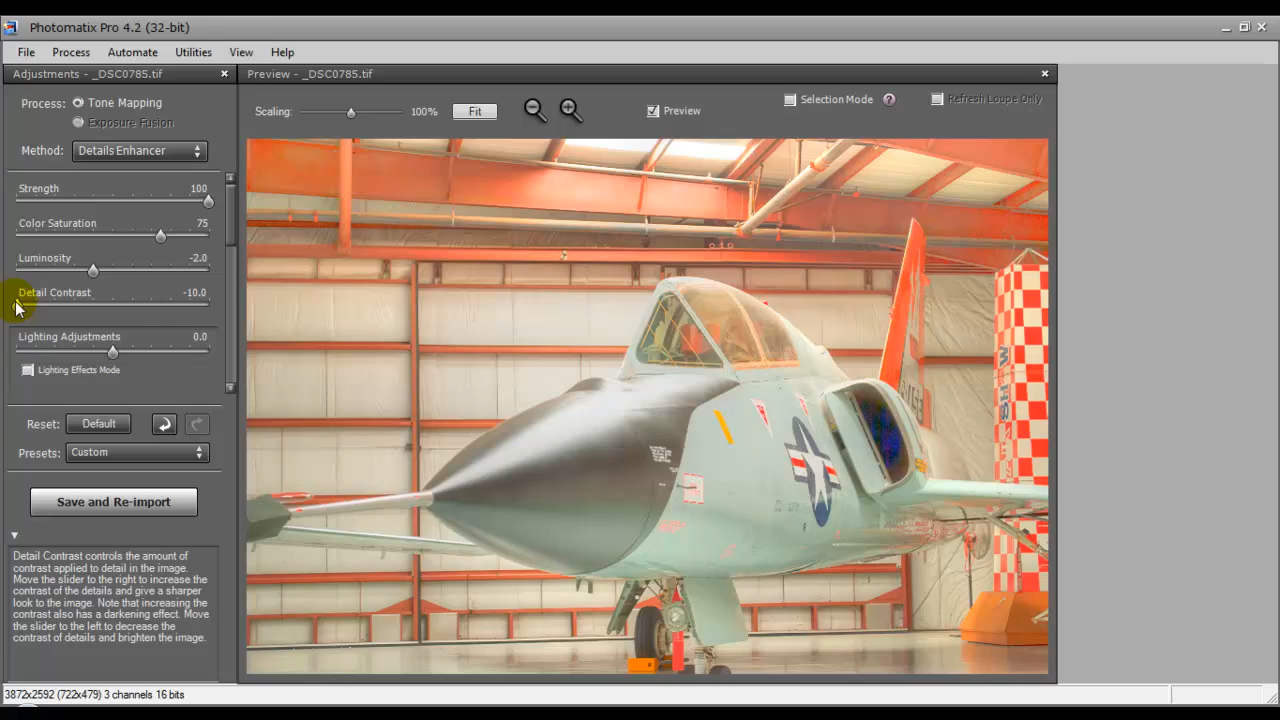 Photomatix Pro 4.2 (32-bit)
File Process Automate Utilities View Help
Adjustments - _DSC0785.tif
Preview - _DSC0785.tif
Process: Tone Mapping
Exposure Fusion
Method: Details Enhancer
Scaling: 100% Fit
Preview
Selection Mode
Refresh Loupe Only
Strength 100
Color Saturation 75
Luminosity -2.0
Detail Contrast -10.0
Lighting Adjustments 0.0
Lighting Effects Mode
Reset: Default
Presets: Custom
Save and Re-import
Detail Contrast controls the amount of
contrast applied to detail in the image.
Move the slider to the right to increase the
contrast of the details and give a sharper
look to the image. Note that increasing the
contrast also has a darkening effect. Move
the slider to the left to decrease the
contrast of details and brighten the image.
3872x2592 (722x479) 3 channels 16 bits